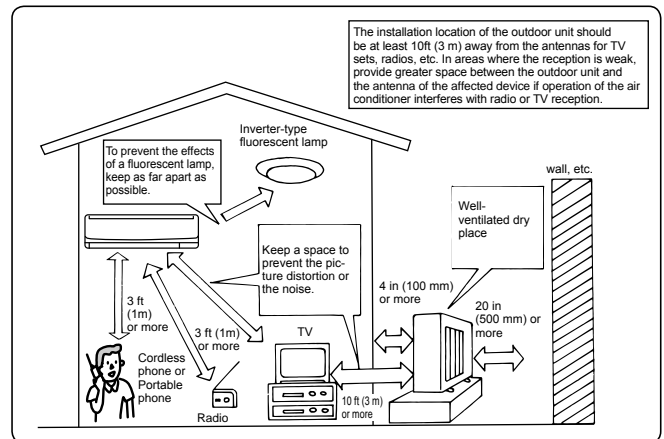 The installation location of the outdoor unit should
be at least 10ft (3 m) away from the antennas for TV
sets, radios, etc. In areas where the reception is weak,
provide greater space between the outdoor unit and
the antenna of the affected device if operation of the air
conditioner interferes with radio or TV reception.
Inverter-type
fluorescent lamp
To prevent the effects
of a fluorescent lamp,
keep as far apart as
possible.
wall, etc.
Well-
ventilated dry
place
Keep a space to
prevent the pic-
ture distortion or
the noise.
4 in (100 mm)
or more
20 in
(500 mm) or
more
3 ft
(1m)
or more
3 ft (1m)
or more
TV
Cordless
phone or
Portable
phone
Radio
10 ft (3 m)
or more